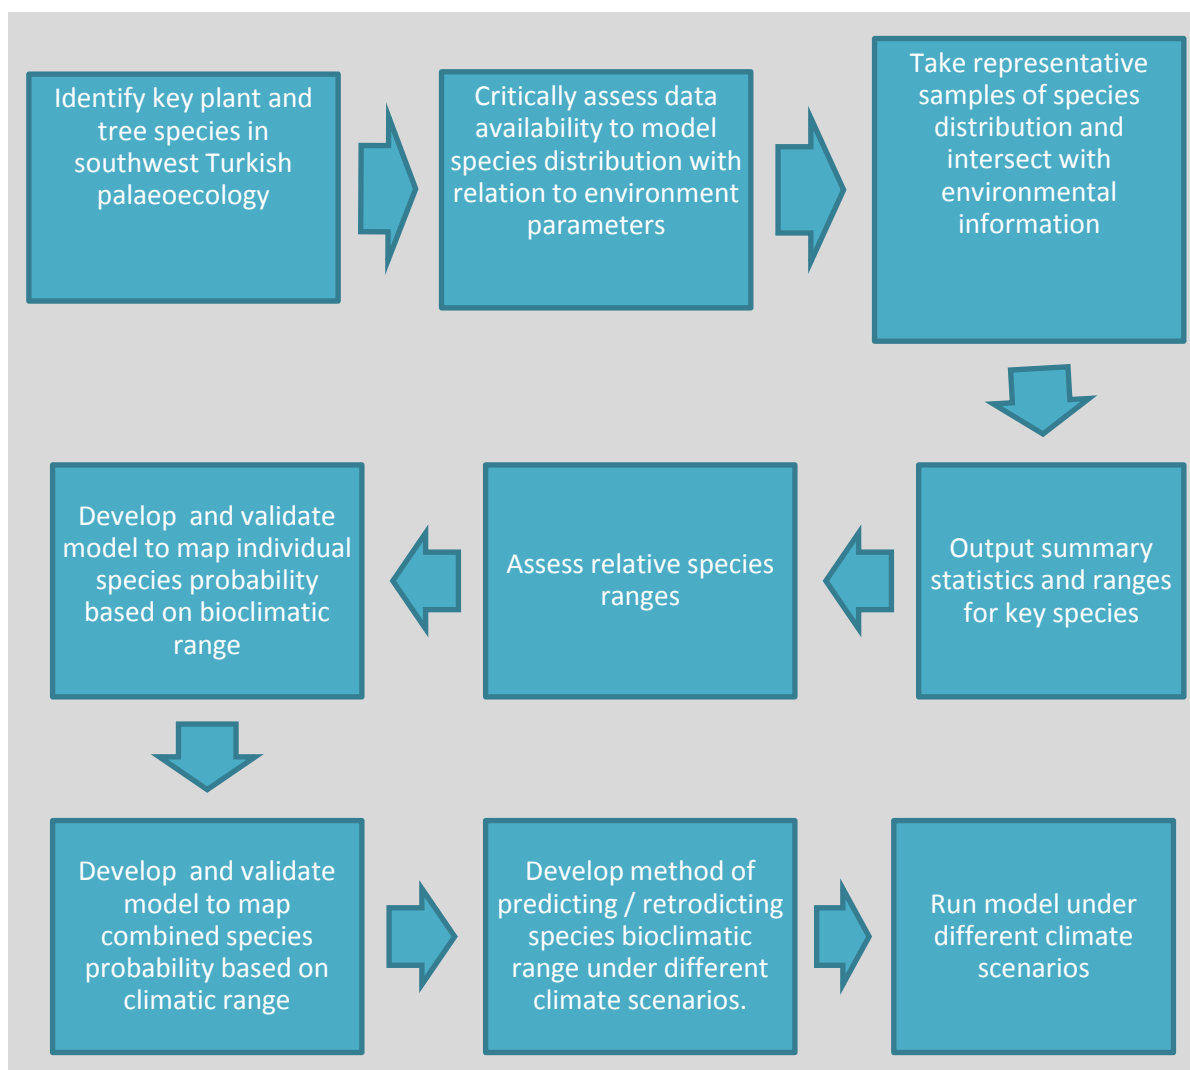 Identify key plant and
tree species in
southwest Turkish
palaeoecology
Critically assess data
availability to model
species distribution with
relation to environment
parameters
Take representative
samples of species
distribution and
intersect with
environmental
information
Output summary
statistics and ranges
for key species
Assess relative species
ranges
Develop  and validate
model to map individual
species probability
based on bioclimatic
range
Develop  and validate
model to map
combined species
probability based on
climatic range
Develop method of
predicting / retrodicting
species bioclimatic
range under different
climate scenarios.
Run model under
different climate
scenarios